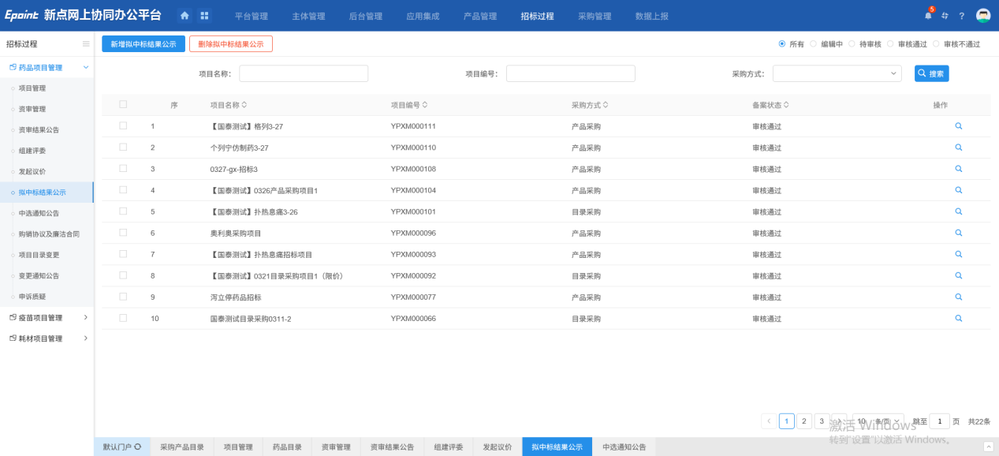 Epoint 新点网上协同办公平台 平台管理 主体管理 后台管理 应用集成 产品管理 招标过程 采购管理 数据上报 5 ?
招标过程
新增拟中标结果公示 删除拟中标结果公示 所有 编辑中 待审核 审核通过 审核不通过
药品项目管理
项目管理
资审管理
资审结果公告
组建评委
发起议价
拟中标结果公示
中选通知公告
购销协议及廉洁合同
项目目录变更
变更通知公告
申诉质疑
疫苗项目管理
耗材项目管理
项目名称： 项目编号： 采购方式： 搜索
序 项目名称 项目编号 采购方式 备案状态 操作
1 【国泰测试】格列3-27 YPXM000111 产品采购 审核通过
2 个列宁仿制药3-27 YPXM000110 产品采购 审核通过
3 0327-gx-招标3 YPXM000108 产品采购 审核通过
4 【国泰测试】0326产品采购项目1 YPXM000104 产品采购 审核通过
5 【国泰测试】扑热息痛3-26 YPXM000101 目录采购 审核通过
6 奥利奥采购项目 YPXM000096 产品采购 审核通过
7 【国泰测试】扑热息痛招标项目 YPXM000093 产品采购 审核通过
8 【国泰测试】0321目录采购项目1（限价） YPXM000092 目录采购 审核通过
9 泻立停药品招标 YPXM000077 产品采购 审核通过
10 国泰测试目录采购0311-2 YPXM000066 目录采购 审核通过
1 2 3 10 条/页 跳至 1 页 共22条
激活 Windows
转到"设置"以激活 Windows。
默认门户 采购产品目录 项目管理 药品目录 资审管理 资审结果公告 组建评委 发起议价 拟中标结果公示 中选通知公告